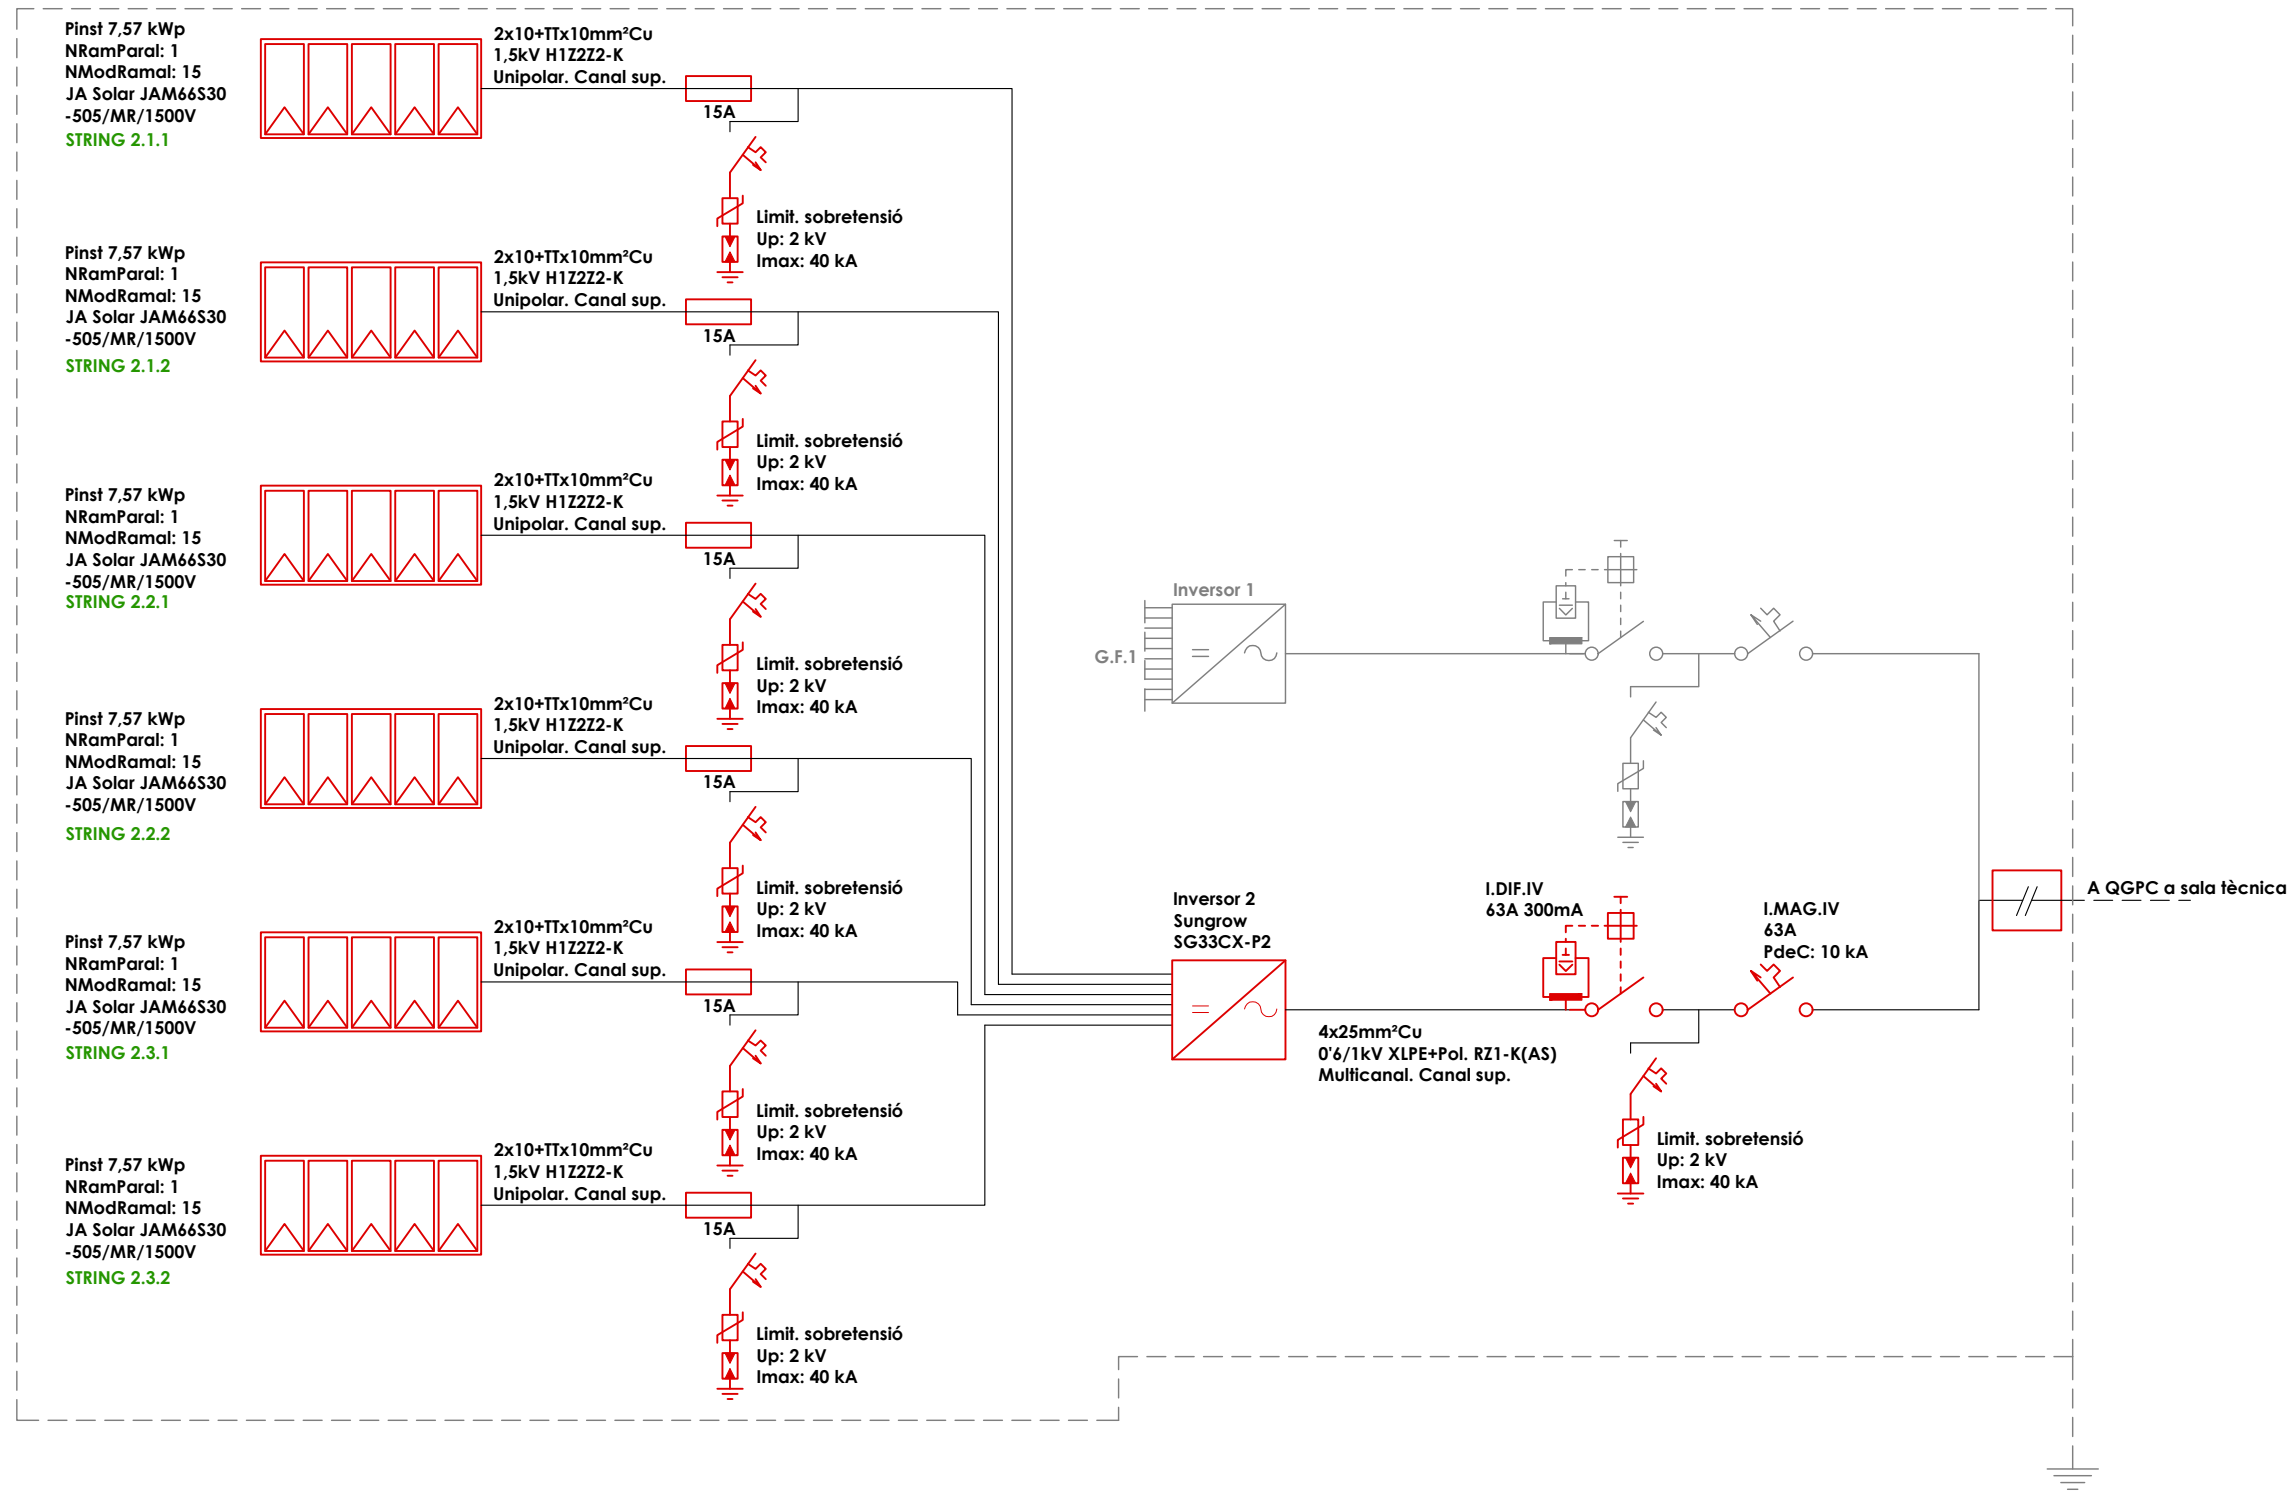 Pinst 7,57 kWp
NRamParal: 1
NModRamal: 15
JA Solar JAM66S30
-505/MR/1500V
STRING 2.1.1
2x10+TTx10mm²Cu
1,5kV H1Z2Z2-K
Unipolar. Canal sup.
15A
Limit. sobretensió
Up: 2 kV
Imax: 40 kA
Pinst 7,57 kWp
NRamParal: 1
NModRamal: 15
JA Solar JAM66S30
-505/MR/1500V
STRING 2.1.2
2x10+TTx10mm²Cu
1,5kV H1Z2Z2-K
Unipolar. Canal sup.
15A
Limit. sobretensió
Up: 2 kV
Imax: 40 kA
Pinst 7,57 kWp
NRamParal: 1
NModRamal: 15
JA Solar JAM66S30
-505/MR/1500V
STRING 2.2.1
2x10+TTx10mm²Cu
1,5kV H1Z2Z2-K
Unipolar. Canal sup.
15A
Limit. sobretensió
Up: 2 kV
Imax: 40 kA
Pinst 7,57 kWp
NRamParal: 1
NModRamal: 15
JA Solar JAM66S30
-505/MR/1500V
STRING 2.2.2
2x10+TTx10mm²Cu
1,5kV H1Z2Z2-K
Unipolar. Canal sup.
15A
Limit. sobretensió
Up: 2 kV
Imax: 40 kA
Pinst 7,57 kWp
NRamParal: 1
NModRamal: 15
JA Solar JAM66S30
-505/MR/1500V
STRING 2.3.1
2x10+TTx10mm²Cu
1,5kV H1Z2Z2-K
Unipolar. Canal sup.
15A
Limit. sobretensió
Up: 2 kV
Imax: 40 kA
Pinst 7,57 kWp
NRamParal: 1
NModRamal: 15
JA Solar JAM66S30
-505/MR/1500V
STRING 2.3.2
2x10+TTx10mm²Cu
1,5kV H1Z2Z2-K
Unipolar. Canal sup.
15A
Limit. sobretensió
Up: 2 kV
Imax: 40 kA
Inversor 1
G.F.1
Inversor 2
Sungrow
SG33CX-P2
4x25mm²Cu
0'6/1kV XLPE+Pol. RZ1-K(AS)
Multicanal. Canal sup.
I.DIF.IV
63A 300mA
I.MAG.IV
63A
PdeC: 10 kA
Limit. sobretensió
Up: 2 kV
Imax: 40 kA
A QGPC a sala tècnica